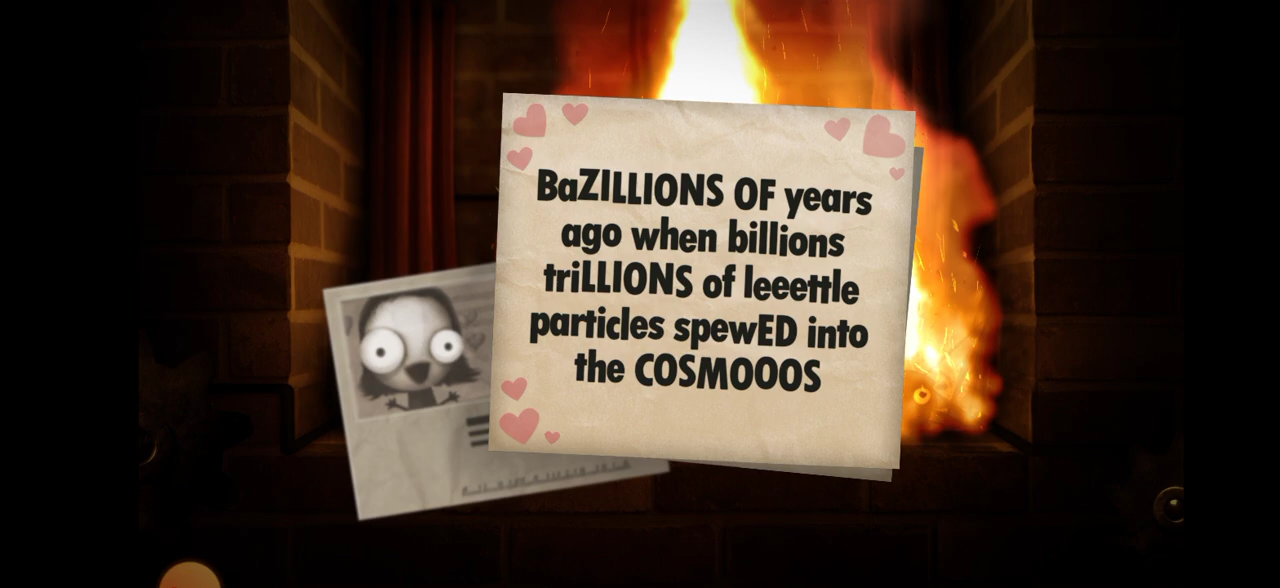 BaZILLIONS OF years
ago when billions
triLLIONS of leeettle
particles spewED into
the COSMOOOS